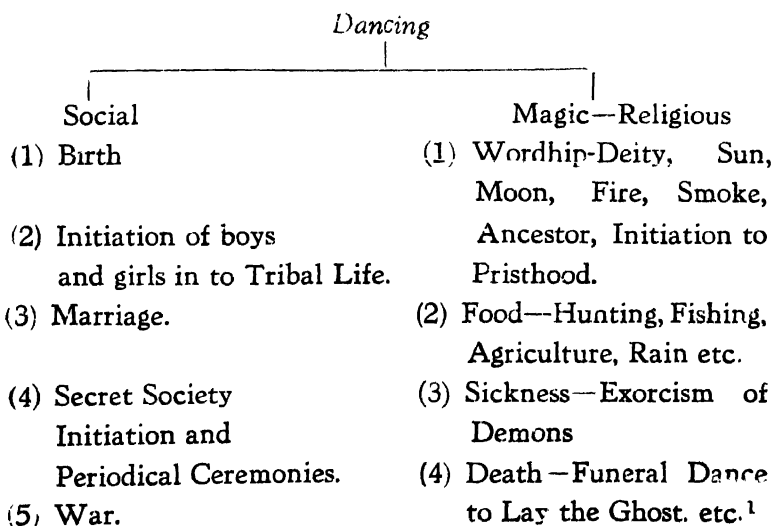 Dancing
Social
(1) Birth
(2) Initiation of boys
and girls in to Tribal Life.
(3) Marriage.
(4) Secret Society
Initiation and
Periodical Ceremonies.
(5) War.
Magic—Religious
(1) Wordhip-Deity, Sun,
Moon, Fire, Smoke,
Ancestor, Initiation to
Pristhood.
(2) Food—Hunting, Fishing,
Agriculture, Rain etc.
(3) Sickness—Exorcism of
Demons
(4) Death—Funeral Dance
to Lay the Ghost. etc.¹